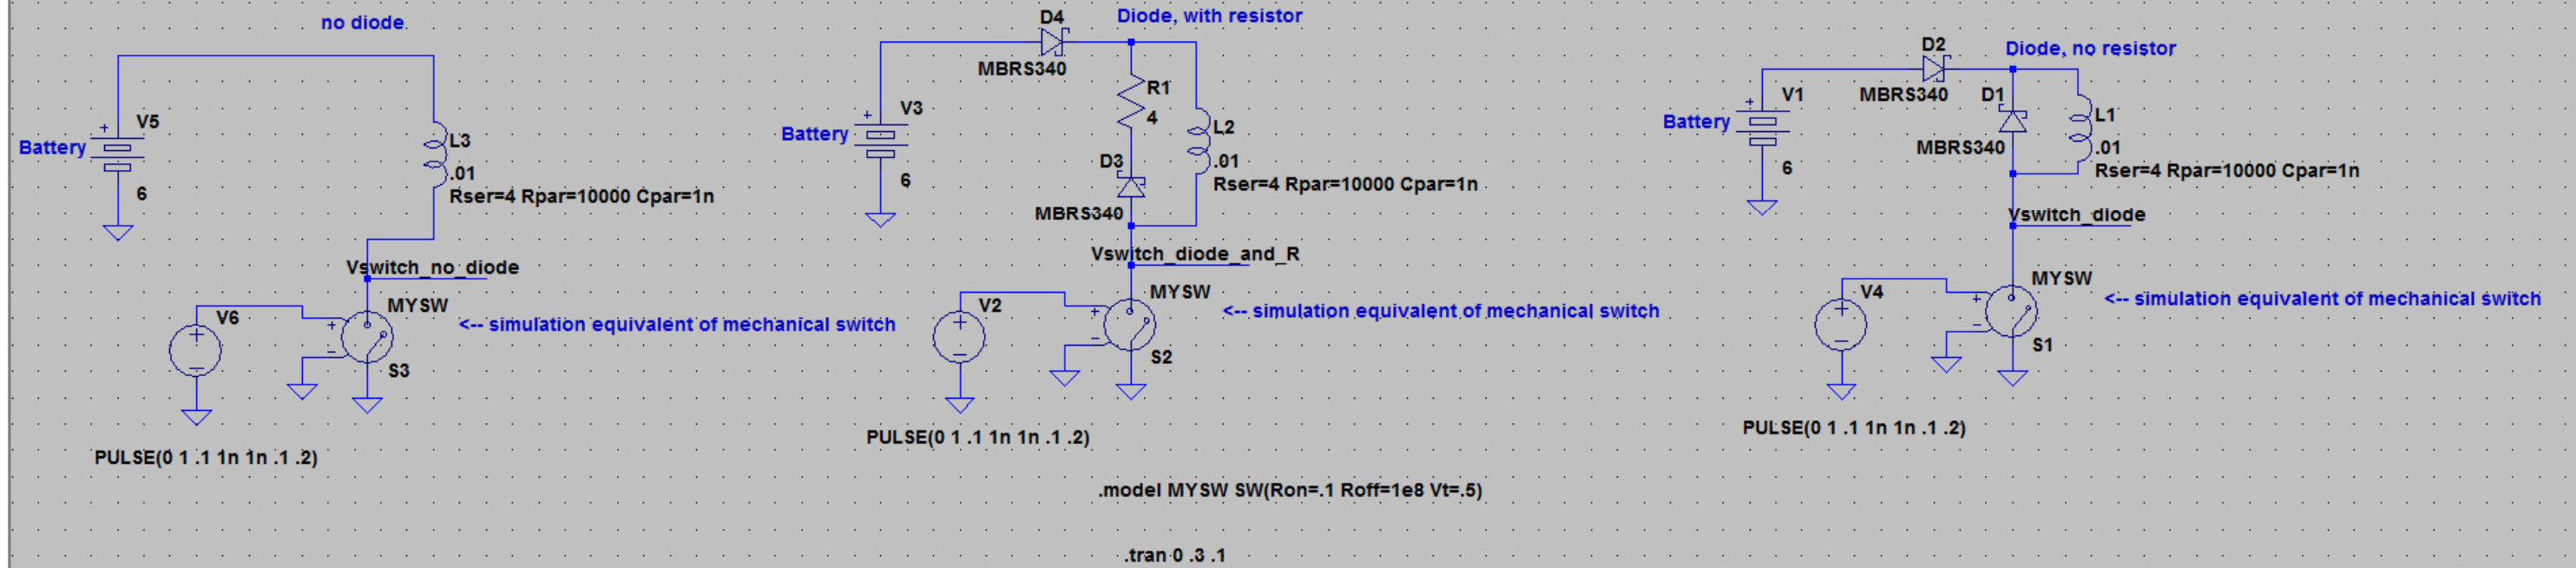 no diode
V5
Battery
6
L3
.01
Rser=4 Rpar=10000 Cpar=1n
Vswitch_no_diode
MYSW
V6
<-- simulation equivalent of mechanical switch
S3
PULSE(0 1 .1 1n 1n .1 .2)
D4
Diode, with resistor
MBRS340
V3
Battery
6
R1
4
L2
.01
Rser=4 Rpar=10000 Cpar=1n
D3
MBRS340
Vswitch_diode_and_R
MYSW
V2
<-- simulation equivalent of mechanical switch
S2
PULSE(0 1 .1 1n 1n .1 .2)
D2
Diode, no resistor
MBRS340
V1
Battery
6
D1
MBRS340
L1
.01
Rser=4 Rpar=10000 Cpar=1n
Vswitch_diode
MYSW
V4
<-- simulation equivalent of mechanical switch
S1
PULSE(0 1 .1 1n 1n .1 .2)
.model MYSW SW(Ron=.1 Roff=1e8 Vt=.5)
.tran 0 .3 .1